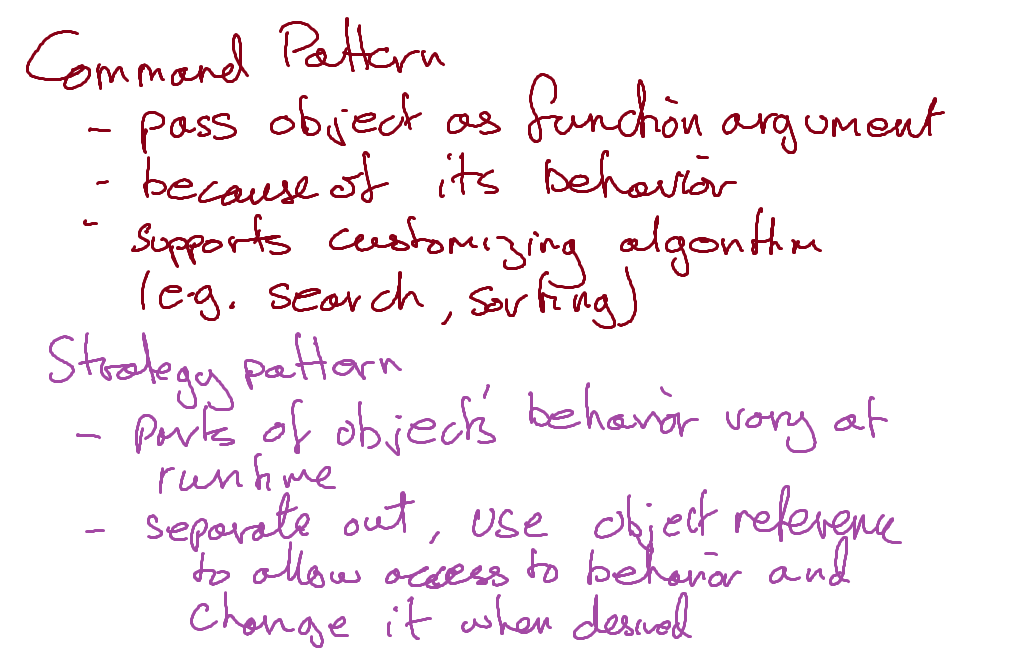 Command Pattern
- pass object as function argument
- because of its behavior
- supports customizing algorithm
(e.g. search, sorting)
Strategy pattern
- parts of objects' behavior vary at
runtime
- separate out, use object reference
to allow access to behavior and
change it when desired